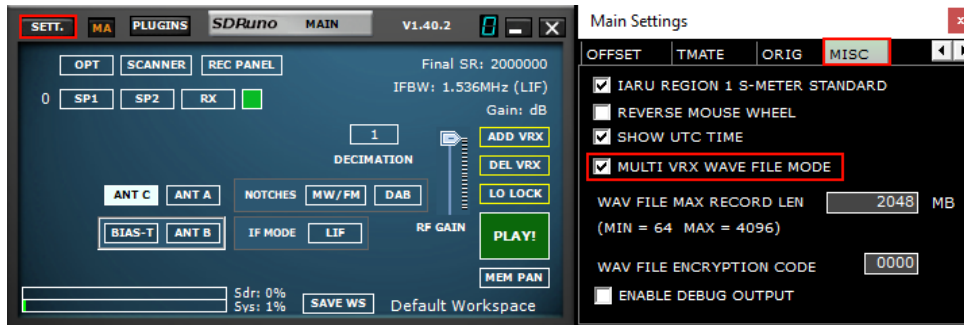 SETT.
MA
PLUGINS
SDRuno
MAIN
V1.40.2
0
OPT
SCANNER
REC PANEL
Final SR: 2000000
IFBW: 1.536MHz (LIF)
Gain: dB
0
SP1
SP2
RX
1
DECIMATION
ADD VRX
DEL VRX
LO LOCK
ANT C
ANT A
NOTCHES
MW/FM
DAB
BIAS-T
ANT B
IF MODE
LIF
RF GAIN
PLAY!
MEM PAN
Sdr: 0%
Sys: 1%
SAVE WS
Default Workspace
Main Settings
x
OFFSET
TMATE
ORIG
MISC
IARU REGION 1 S-METER STANDARD
REVERSE MOUSE WHEEL
SHOW UTC TIME
MULTI VRX WAVE FILE MODE
WAV FILE MAX RECORD LEN 2048 MB
(MIN = 64 MAX = 4096)
WAV FILE ENCRYPTION CODE 0000
ENABLE DEBUG OUTPUT